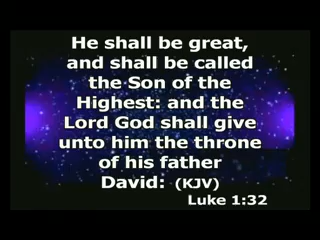 He shall be great,
and shall be called
the Son of the
Highest: and the
Lord God shall give
unto him the throne
of his father
David: (KJV)
Luke 1:32